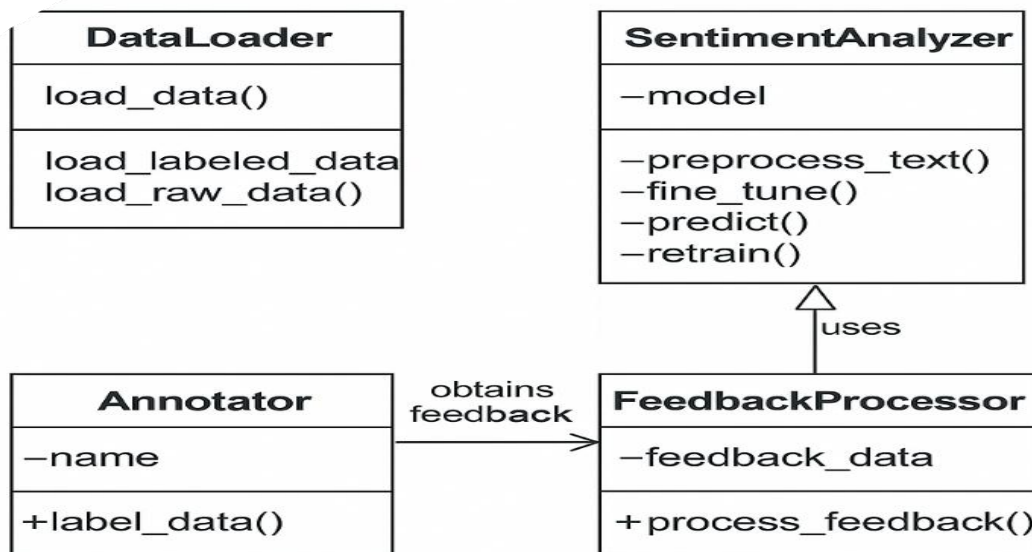 DataLoader
load_data()
load_labeled_data
load_raw_data()
SentimentAnalyzer
–model
–preprocess_text()
–fine_tune()
–predict()
–retrain()
uses
Annotator
–name
+label_data()
obtains
feedback
FeedbackProcessor
–feedback_data
+process_feedback()